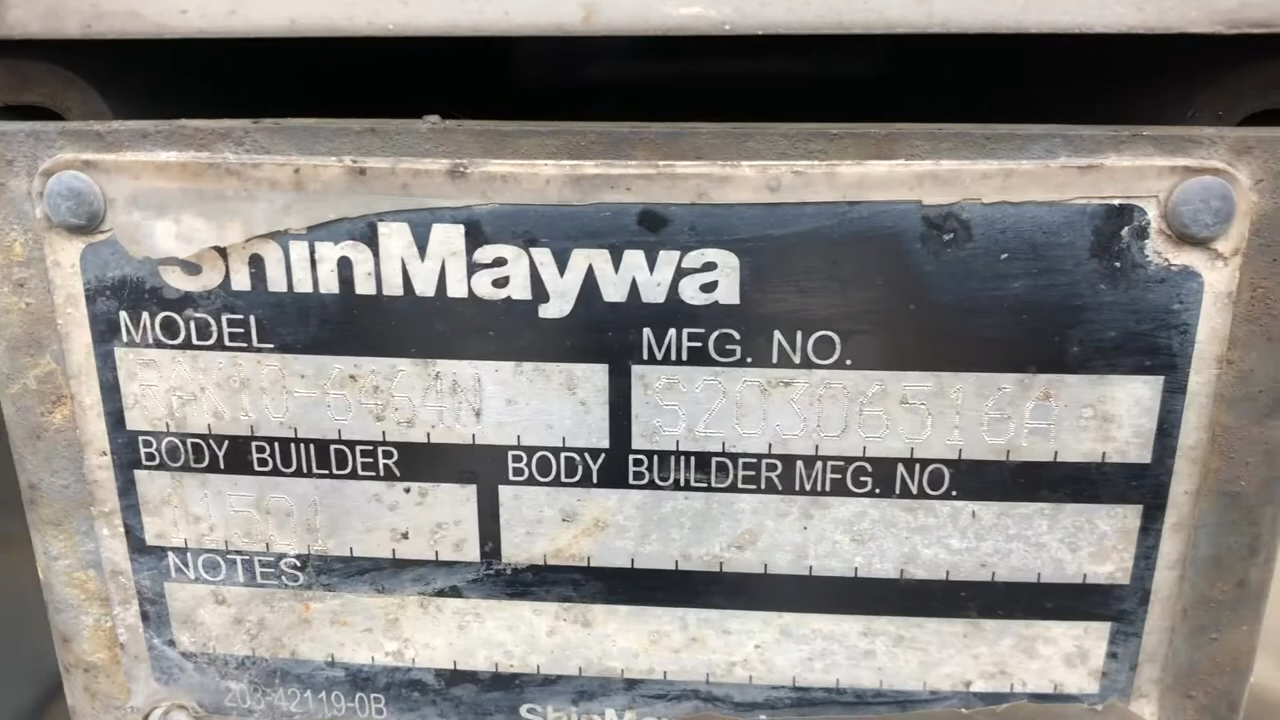 ShinMaywa
MODEL MFG. NO.
RAK10-6464N S20306516A
BODY BUILDER BODY BUILDER MFG. NO.
11501
NOTES
203-42119-0B